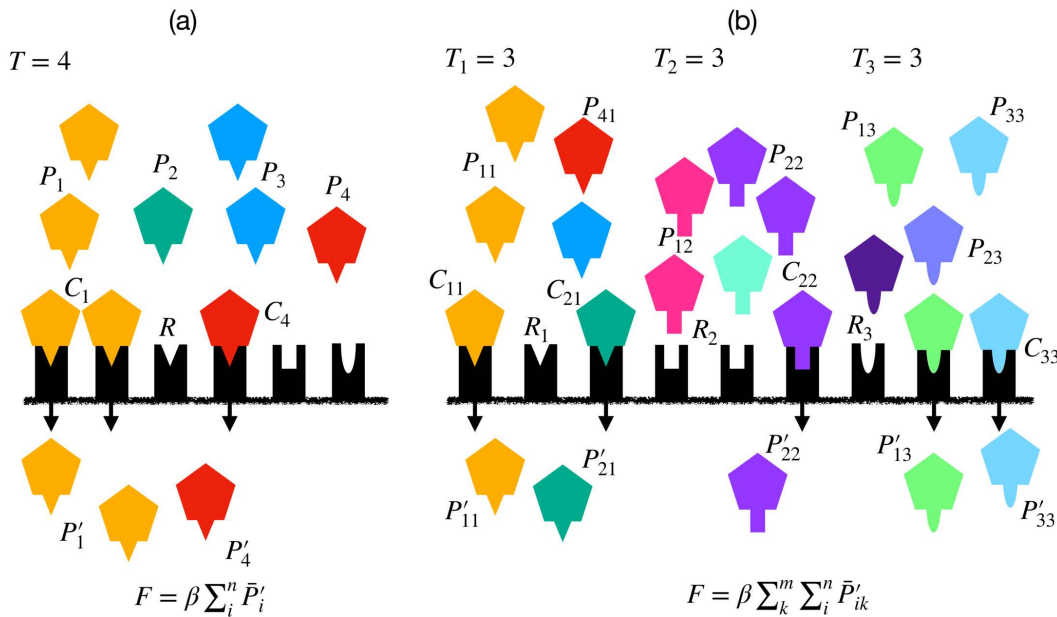 (a)
(b)
T = 4
T₁ = 3
T₂ = 3
T₃ = 3
P₁
P₂
P₃
P₄
C₁
R
C₄
P′₁
P′₄
F = β ∑ᵢⁿ P̄′ᵢ
P₁₁
P₄₁
C₁₁
R₁
C₂₁
P′₁₁
P′₂₁
P₂₂
P₁₂
R₂
C₂₂
P′₂₂
P₁₃
P₃₃
P₂₃
R₃
C₃₃
P′₁₃
P′₃₃
F = β ∑ₖᵐ ∑ᵢⁿ P̄′ᵢₖ